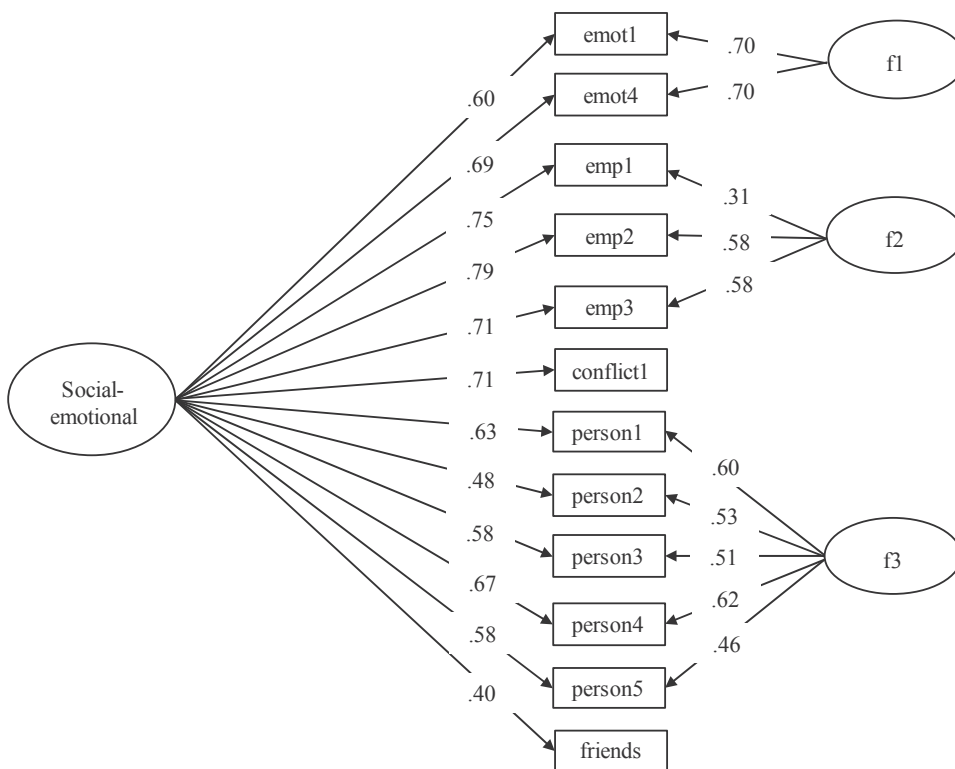 emot1
.70
f1
.60
emot4
.70
.69
emp1
.31
.75
emp2
.58
f2
.79
emp3
.58
.71
Social-
emotional
conflict1
.71
person1
.63
.60
person2
.48
.53
person3
.58
.51
f3
person4
.67
.62
person5
.58
.46
friends
.40